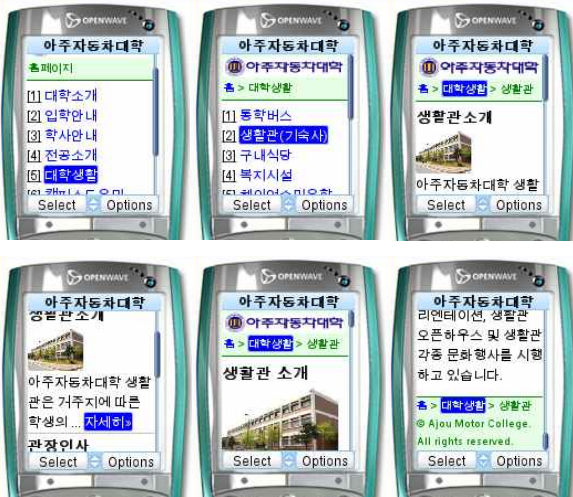 OPENWAVE
아주자동차대학
홈페이지
[1] 대학소개
[2] 입학안내
[3] 학사안내
[4] 전공소개
[5] 대학생활
Select Options
OPENWAVE
아주자동차대학
아주자동차대학
홈 > 대학생활
[1] 통학버스
[2] 생활관(기숙사)
[3] 구내식당
[4] 복지시설
Select Options
OPENWAVE
아주자동차대학
아주자동차대학
홈 > 대학생활 > 생활관
생활관소개
아주자동차대학 생활
Select Options
OPENWAVE
아주자동차대학
생활관소개
아주자동차대학 생활
관은 거주지에 따른
학생의 ... 자세히»
관장인사
Select Options
OPENWAVE
아주자동차대학
아주자동차대학
홈 > 대학생활 > 생활관
생활관 소개
Select Options
OPENWAVE
아주자동차대학
리엔테이션, 생활관
오픈하우스 및 생활관
각종 문화행사를 시행
하고 있습니다.
홈 > 대학생활 > 생활관
© Ajou Motor College.
All rights reserved.
Select Options